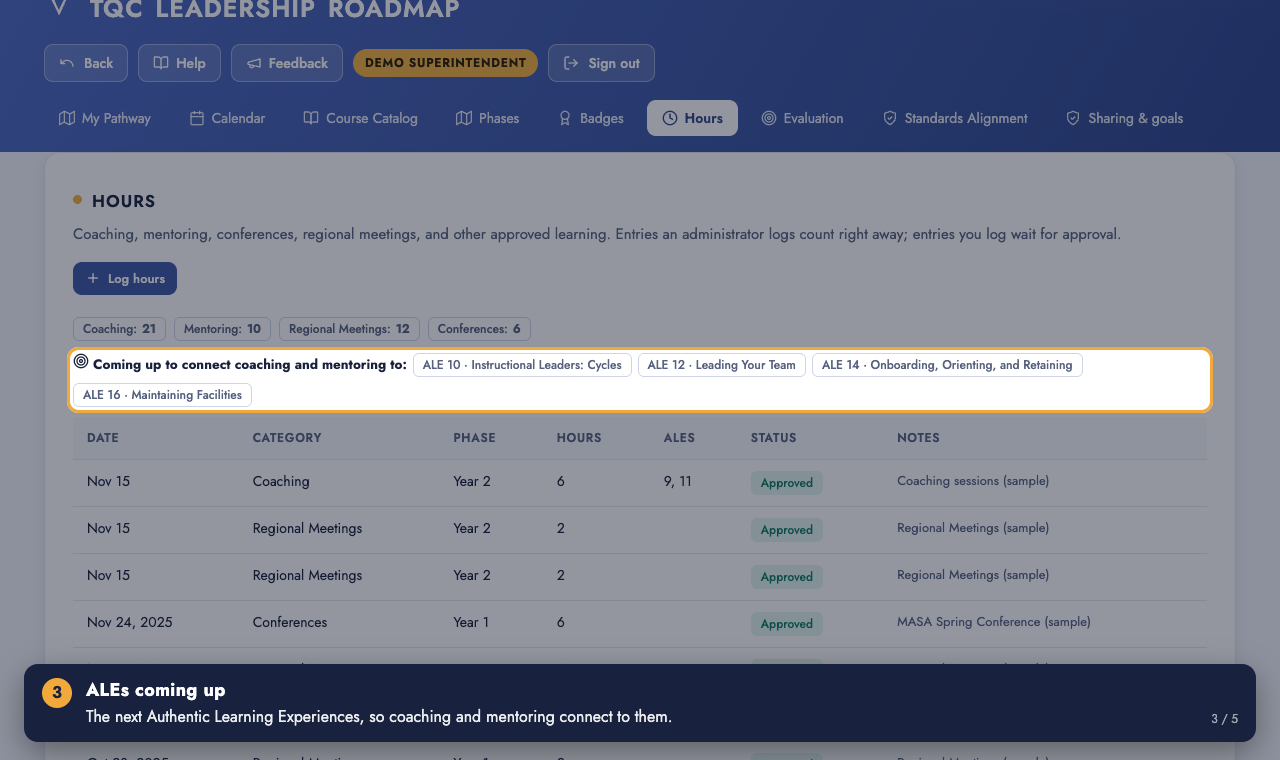 TQC LEADERSHIP ROADMAP
Back
Help
Feedback
DEMO SUPERINTENDENT
Sign out
My Pathway
Calendar
Course Catalog
Phases
Badges
Hours
Evaluation
Standards Alignment
Sharing & goals
HOURS
Coaching, mentoring, conferences, regional meetings, and other approved learning. Entries an administrator logs count right away; entries you log wait for approval.
+ Log hours
Coaching: 21
Mentoring: 10
Regional Meetings: 12
Conferences: 6
Coming up to connect coaching and mentoring to:
ALE 10 · Instructional Leaders: Cycles
ALE 12 · Leading Your Team
ALE 14 · Onboarding, Orienting, and Retaining
ALE 16 · Maintaining Facilities
DATE CATEGORY PHASE HOURS ALES STATUS NOTES
Nov 15 Coaching Year 2 6 9, 11 Approved Coaching sessions (sample)
Nov 15 Regional Meetings Year 2 2 Approved Regional Meetings (sample)
Nov 15 Regional Meetings Year 2 2 Approved Regional Meetings (sample)
Nov 24, 2025 Conferences Year 1 6 Approved MASA Spring Conference (sample)
3
ALEs coming up
The next Authentic Learning Experiences, so coaching and mentoring connect to them.
3 / 5